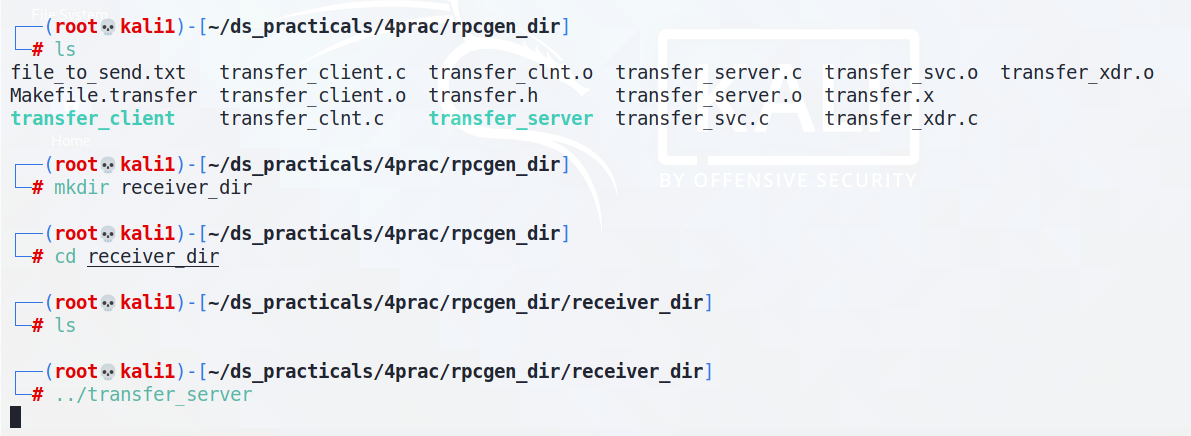 File System
┌──(root💀kali1)-[~/ds_practicals/4prac/rpcgen_dir]
└─# ls
file_to_send.txt transfer_client.c transfer_clnt.o transfer_server.c transfer_svc.o transfer_xdr.o
Makefile.transfer transfer_client.o transfer.h transfer_server.o transfer.x
transfer_client transfer_clnt.c transfer_server transfer_svc.c transfer_xdr.c
Home
┌──(root💀kali1)-[~/ds_practicals/4prac/rpcgen_dir]
└─# mkdir receiver_dir
BY OFFENSIVE SECURITY
┌──(root💀kali1)-[~/ds_practicals/4prac/rpcgen_dir]
└─# cd receiver_dir
┌──(root💀kali1)-[~/ds_practicals/4prac/rpcgen_dir/receiver_dir]
└─# ls
┌──(root💀kali1)-[~/ds_practicals/4prac/rpcgen_dir/receiver_dir]
└─# ../transfer_server